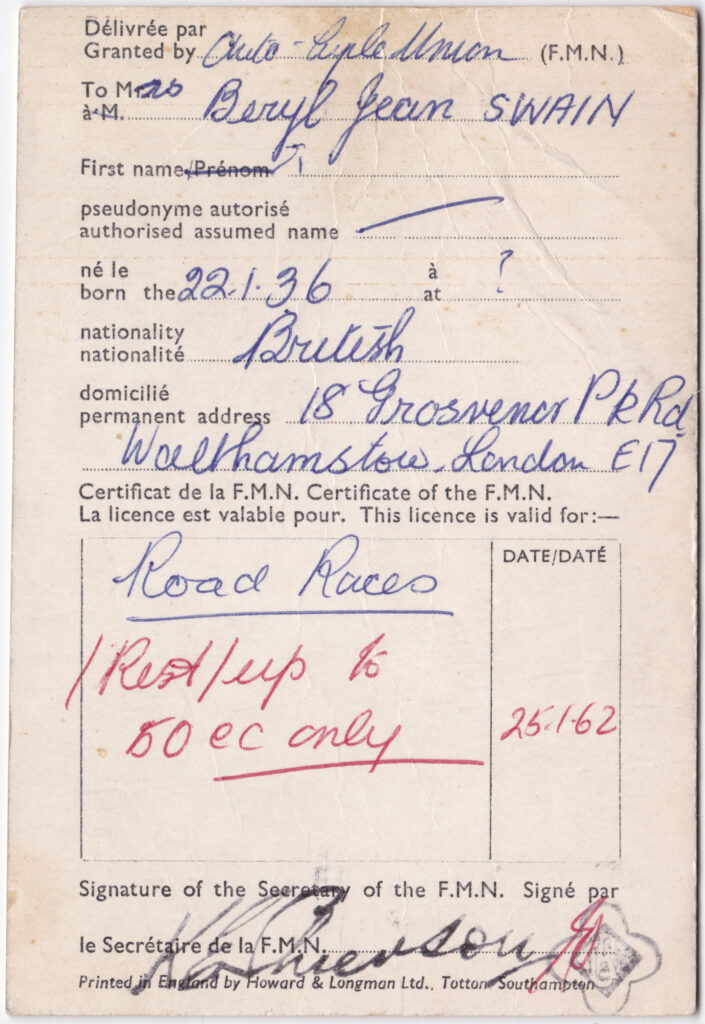 Délivrée par
Granted by Auto-Cycle Union (F.M.N.)
To Mrs
à M. Beryl Jean SWAIN
First name/Prénom
pseudonyme autorisé
authorised assumed name
né le à
born the 22.1.36 at ?
nationality
nationalité British
domicilié
permanent address 18 Grosvenor Pk Rd
Walthamstow, London E17
Certificat de la F.M.N. Certificate of the F.M.N.
La licence est valable pour. This licence is valid for:—
DATE/DATÉ
Road Races
/Rest/up to
50 cc only 25.1.62
Signature of the Secretary of the F.M.N. Signé par
le Secrétaire de la F.M.N.
Printed in England by Howard & Longman Ltd., Totton, Southampton